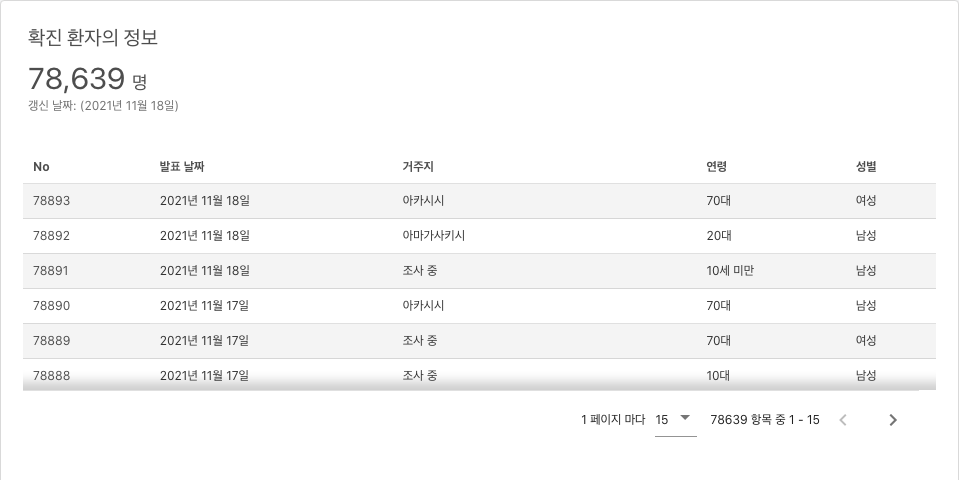 확진 환자의 정보
78,639 명
갱신 날짜: (2021년 11월 18일)
No 발표 날짜 거주지 연령 성별
78893 2021년 11월 18일 아카시시 70대 여성
78892 2021년 11월 18일 아마가사키시 20대 남성
78891 2021년 11월 18일 조사 중 10세 미만 남성
78890 2021년 11월 17일 아카시시 70대 남성
78889 2021년 11월 17일 조사 중 70대 여성
78888 2021년 11월 17일 조사 중 10대 남성
1 페이지 마다 15 78639 항목 중 1 - 15